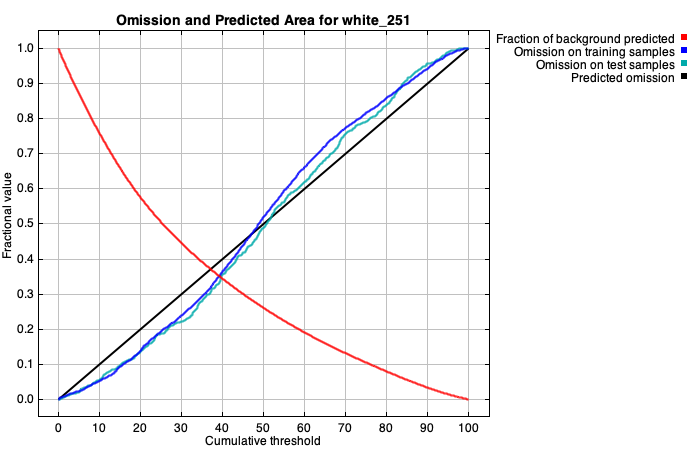 Omission and Predicted Area for white_251
Fraction of background predicted
Omission on training samples
Omission on test samples
Predicted omission
Fractional value
1.0
0.9
0.8
0.7
0.6
0.5
0.4
0.3
0.2
0.1
0.0
0 10 20 30 40 50 60 70 80 90 100
Cumulative threshold